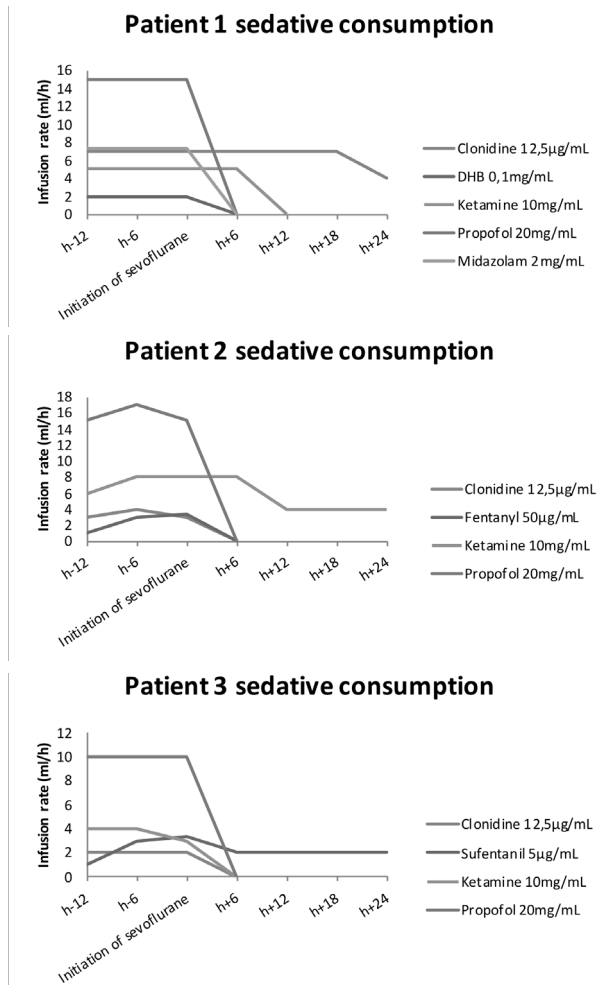 Patient 1 sedative consumption
Infusion rate (ml/h)
16
14
12
10
8
6
4
2
0
h-12
h-6
Initiation of sevoflurane
h+6
h+12
h+18
h+24
Clonidine 12,5µg/mL
DHB 0,1mg/mL
Ketamine 10mg/mL
Propofol 20mg/mL
Midazolam 2mg/mL
Patient 2 sedative consumption
Infusion rate (ml/h)
18
16
14
12
10
8
6
4
2
0
h-12
h-6
Initiation of sevoflurane
h+6
h+12
h+18
h+24
Clonidine 12,5µg/mL
Fentanyl 50µg/mL
Ketamine 10mg/mL
Propofol 20mg/mL
Patient 3 sedative consumption
Infusion rate (ml/h)
12
10
8
6
4
2
0
h-12
h-6
Initiation of sevoflurane
h+6
h+12
h+18
h+24
Clonidine 12,5µg/mL
Sufentanil 5µg/mL
Ketamine 10mg/mL
Propofol 20mg/mL